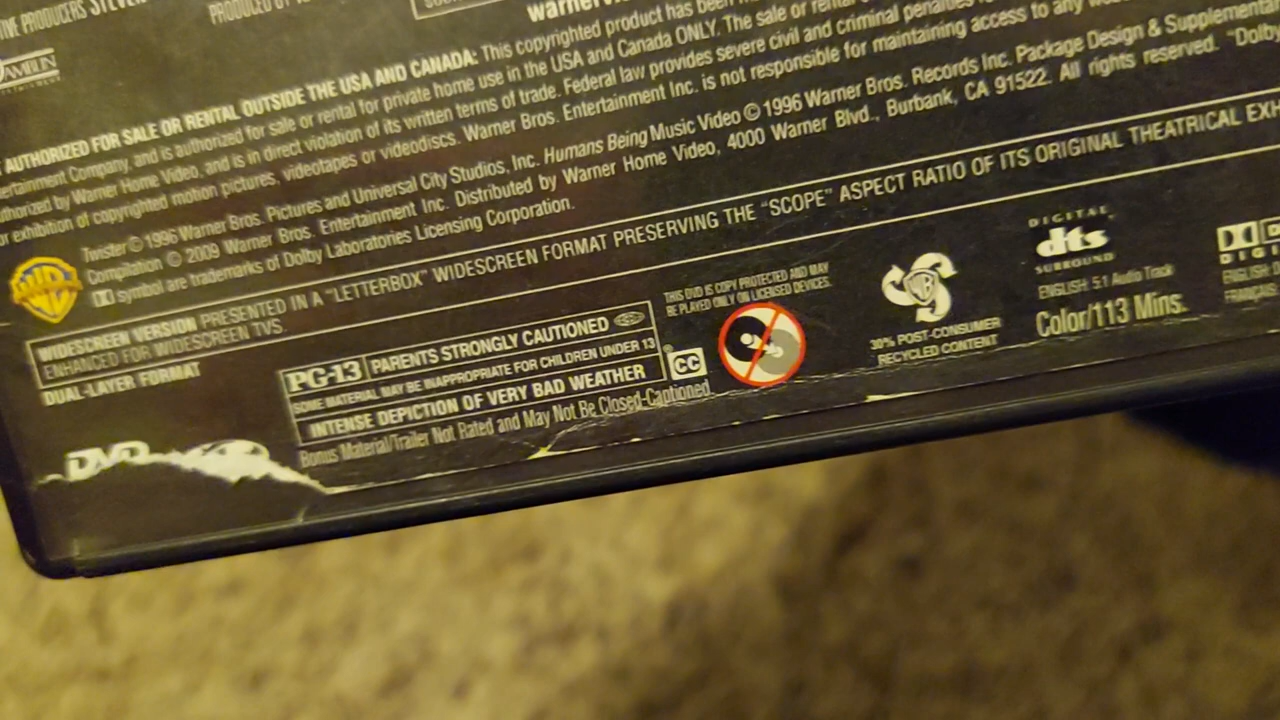 TIVE PRODUCERS STEVEN
PRODUCED BY
warnerv
AMBLIN
AUTHORIZED FOR SALE OR RENTAL OUTSIDE THE USA AND CANADA: This copyrighted product has been
ertainment Company, and is authorized for sale or rental for private home use in the USA and Canada ONLY. The sale or rental
uthorized by Warner Home Video, and is in direct violation of its written terms of trade. Federal law provides severe civil and criminal penalties
or exhibition of copyrighted motion pictures, videotapes or videodiscs. Warner Bros. Entertainment Inc. is not responsible for maintaining access to any
Twister © 1996 Warner Bros. Pictures and Universal City Studios, Inc. Humans Being Music Video © 1996 Warner Bros. Records Inc. Package Design & Supplemental
Compilation © 2009 Warner Bros. Entertainment Inc. Distributed by Warner Home Video, 4000 Warner Blvd., Burbank, CA 91522. All rights reserved. "Dolby
symbol are trademarks of Dolby Laboratories Licensing Corporation.
WB
WIDESCREEN VERSION PRESENTED IN A "LETTERBOX" WIDESCREEN FORMAT PRESERVING THE "SCOPE" ASPECT RATIO OF ITS ORIGINAL THEATRICAL EXH
ENHANCED FOR WIDESCREEN TVS.
DUAL-LAYER FORMAT
DVD
PG-13 PARENTS STRONGLY CAUTIONED
SOME MATERIAL MAY BE INAPPROPRIATE FOR CHILDREN UNDER 13
INTENSE DEPICTION OF VERY BAD WEATHER
Bonus Material/Trailer Not Rated and May Not Be Closed-Captioned.
CC
THIS DVD IS COPY PROTECTED AND MAY
BE PLAYED ONLY ON LICENSED DEVICES.
WB
30% POST-CONSUMER
RECYCLED CONTENT
DIGITAL
dts
SURROUND
ENGLISH: 5.1 Audio Track
Color/113 Mins.
DIGI
ENGLISH:
FRANÇAIS